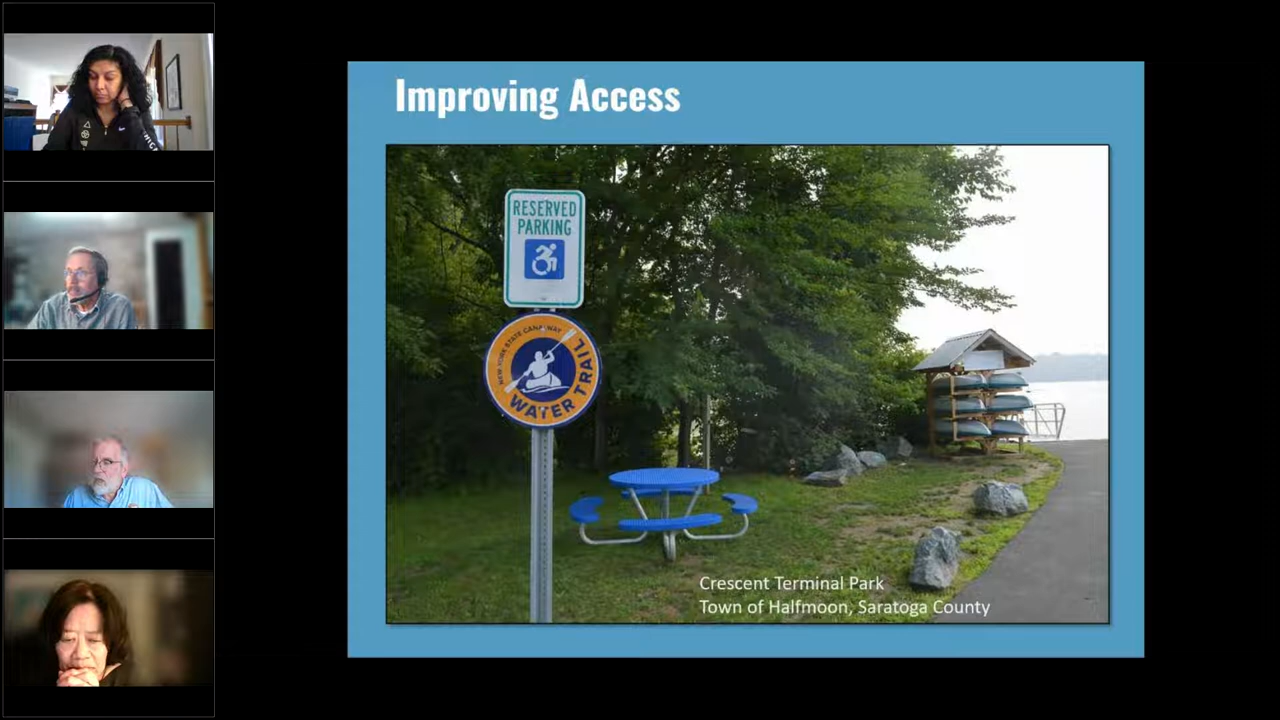 Improving Access
RESERVED
PARKING
NEW YORK STATE CANALWAY
WATER TRAIL
Crescent Terminal Park
Town of Halfmoon, Saratoga County